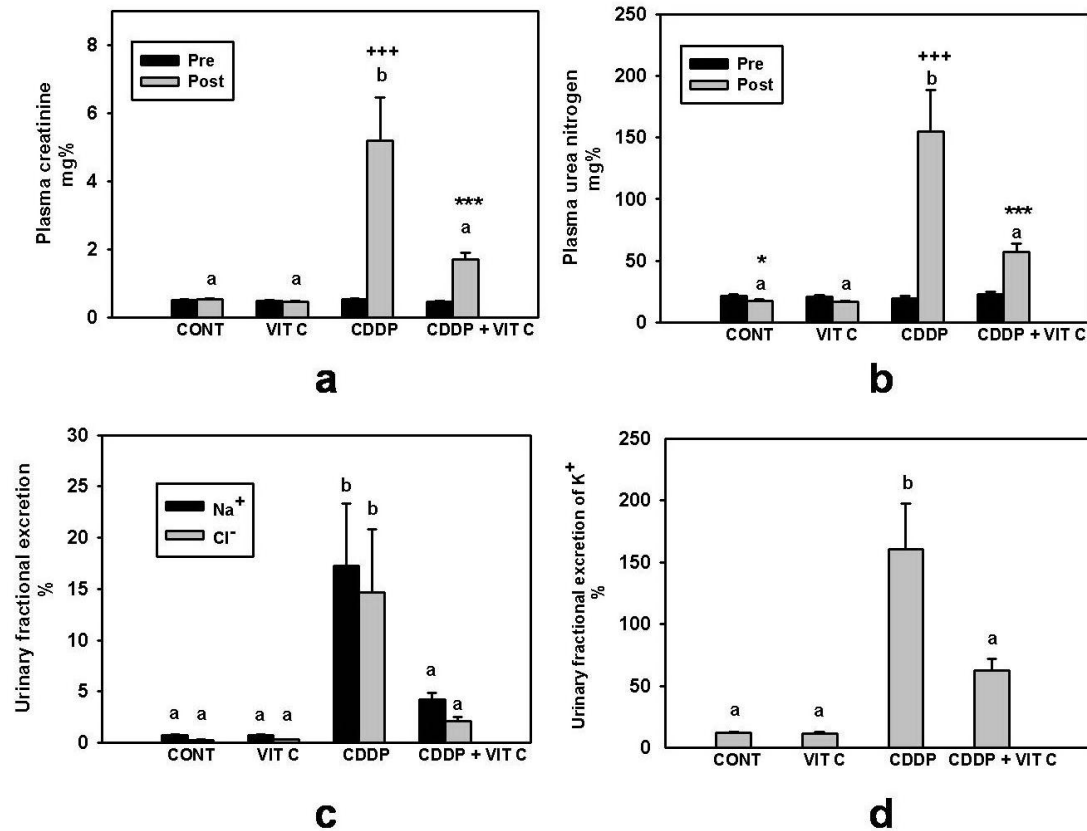 Plasma creatinine
mg%
8
6
4
2
0
Pre
Post
a
a
+++
b
***
a
CONT
VIT C
CDDP
CDDP + VIT C
a
Plasma urea nitrogen
mg%
250
200
150
100
50
0
Pre
Post
*
a
a
+++
b
***
a
CONT
VIT C
CDDP
CDDP + VIT C
b
Urinary fractional excretion
%
30
25
20
15
10
5
0
Na+
Cl-
a a
a a
b
b
a
a
CONT
VIT C
CDDP
CDDP + VIT C
c
Urinary fractional excretion of K+
%
250
200
150
100
50
0
a
a
b
a
CONT
VIT C
CDDP
CDDP + VIT C
d